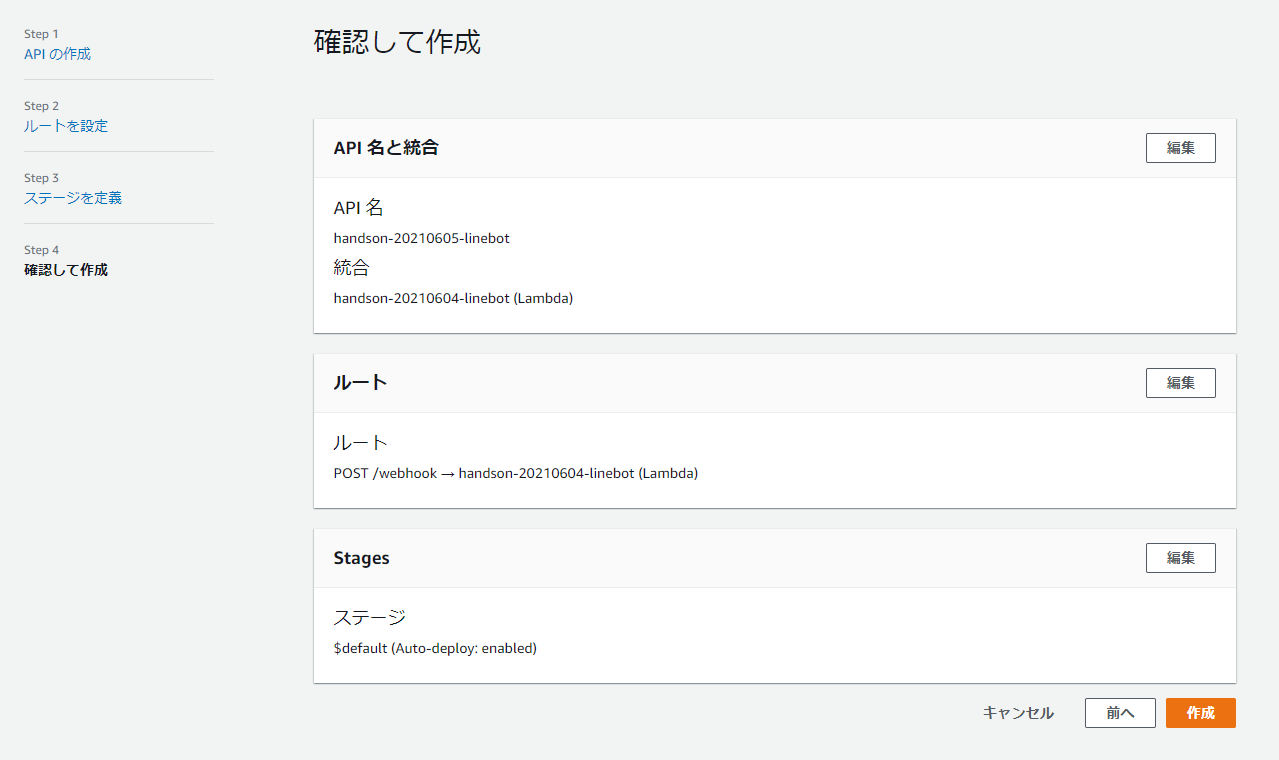 Step 1
API の作成
Step 2
ルートを設定
Step 3
ステージを定義
Step 4
確認して作成
確認して作成
API 名と統合
編集
API 名
handson-20210605-linebot
統合
handson-20210604-linebot (Lambda)
ルート
編集
ルート
POST /webhook → handson-20210604-linebot (Lambda)
Stages
編集
ステージ
$default (Auto-deploy: enabled)
キャンセル 前へ 作成